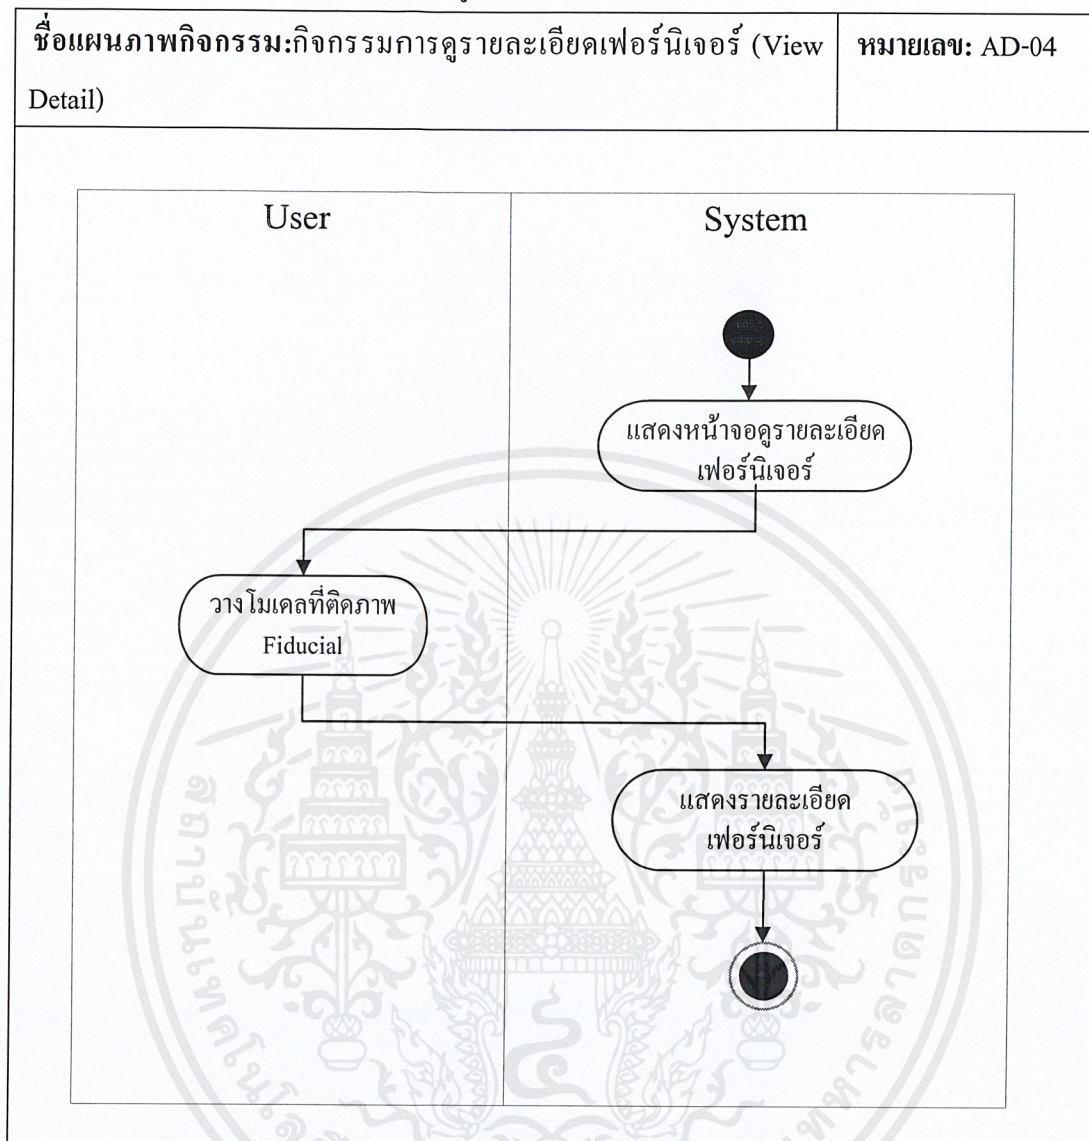 ชื่อแผนภาพกิจกรรม:กิจกรรมการดูรายละเอียดเฟอร์นิเจอร์ (View
Detail)
หมายเลข: AD-04
User
System
แสดงหน้าจอดูรายละเอียด
เฟอร์นิเจอร์
วางโมเดลที่ติดภาพ
Fiducial
แสดงรายละเอียด
เฟอร์นิเจอร์